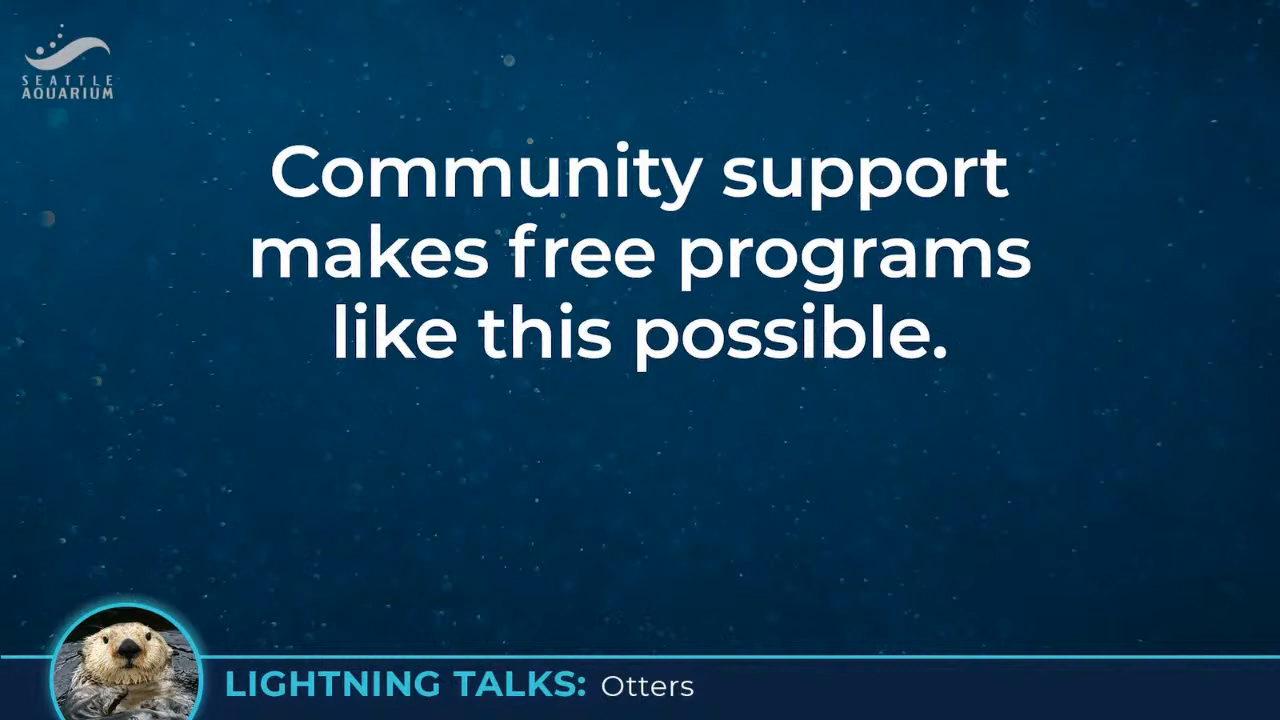 SEATTLE
AQUARIUM
Community support
makes free programs
like this possible.
LIGHTNING TALKS: Otters